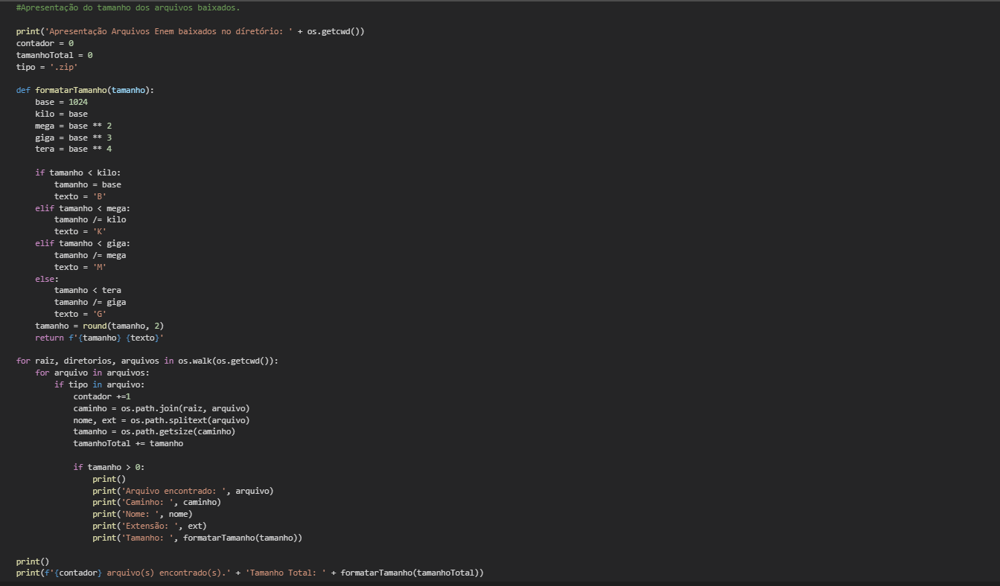 #Apresentação do tamanho dos arquivos baixados.
print('Apresentação Arquivos Enem baixados no díretório: ' + os.getcwd())
contador = 0
tamanhoTotal = 0
tipo = '.zip'
def formatarTamanho(tamanho):
    base = 1024
    kilo = base
    mega = base ** 2
    giga = base ** 3
    tera = base ** 4
    if tamanho < kilo:
        tamanho = base
        texto = 'B'
    elif tamanho < mega:
        tamanho /= kilo
        texto = 'K'
    elif tamanho < giga:
        tamanho /= mega
        texto = 'M'
    else:
        tamanho < tera
        tamanho /= giga
        texto = 'G'
    tamanho = round(tamanho, 2)
    return f'{tamanho} {texto}'
for raiz, diretorios, arquivos in os.walk(os.getcwd()):
    for arquivo in arquivos:
        if tipo in arquivo:
            contador +=1
            caminho = os.path.join(raiz, arquivo)
            nome, ext = os.path.splitext(arquivo)
            tamanho = os.path.getsize(caminho)
            tamanhoTotal += tamanho
            if tamanho > 0:
                print()
                print('Arquivo encontrado: ', arquivo)
                print('Caminho: ', caminho)
                print('Nome: ', nome)
                print('Extensão: ', ext)
                print('Tamanho: ', formatarTamanho(tamanho))
print()
print(f'{contador} arquivo(s) encontrado(s).' + 'Tamanho Total: ' + formatarTamanho(tamanhoTotal))